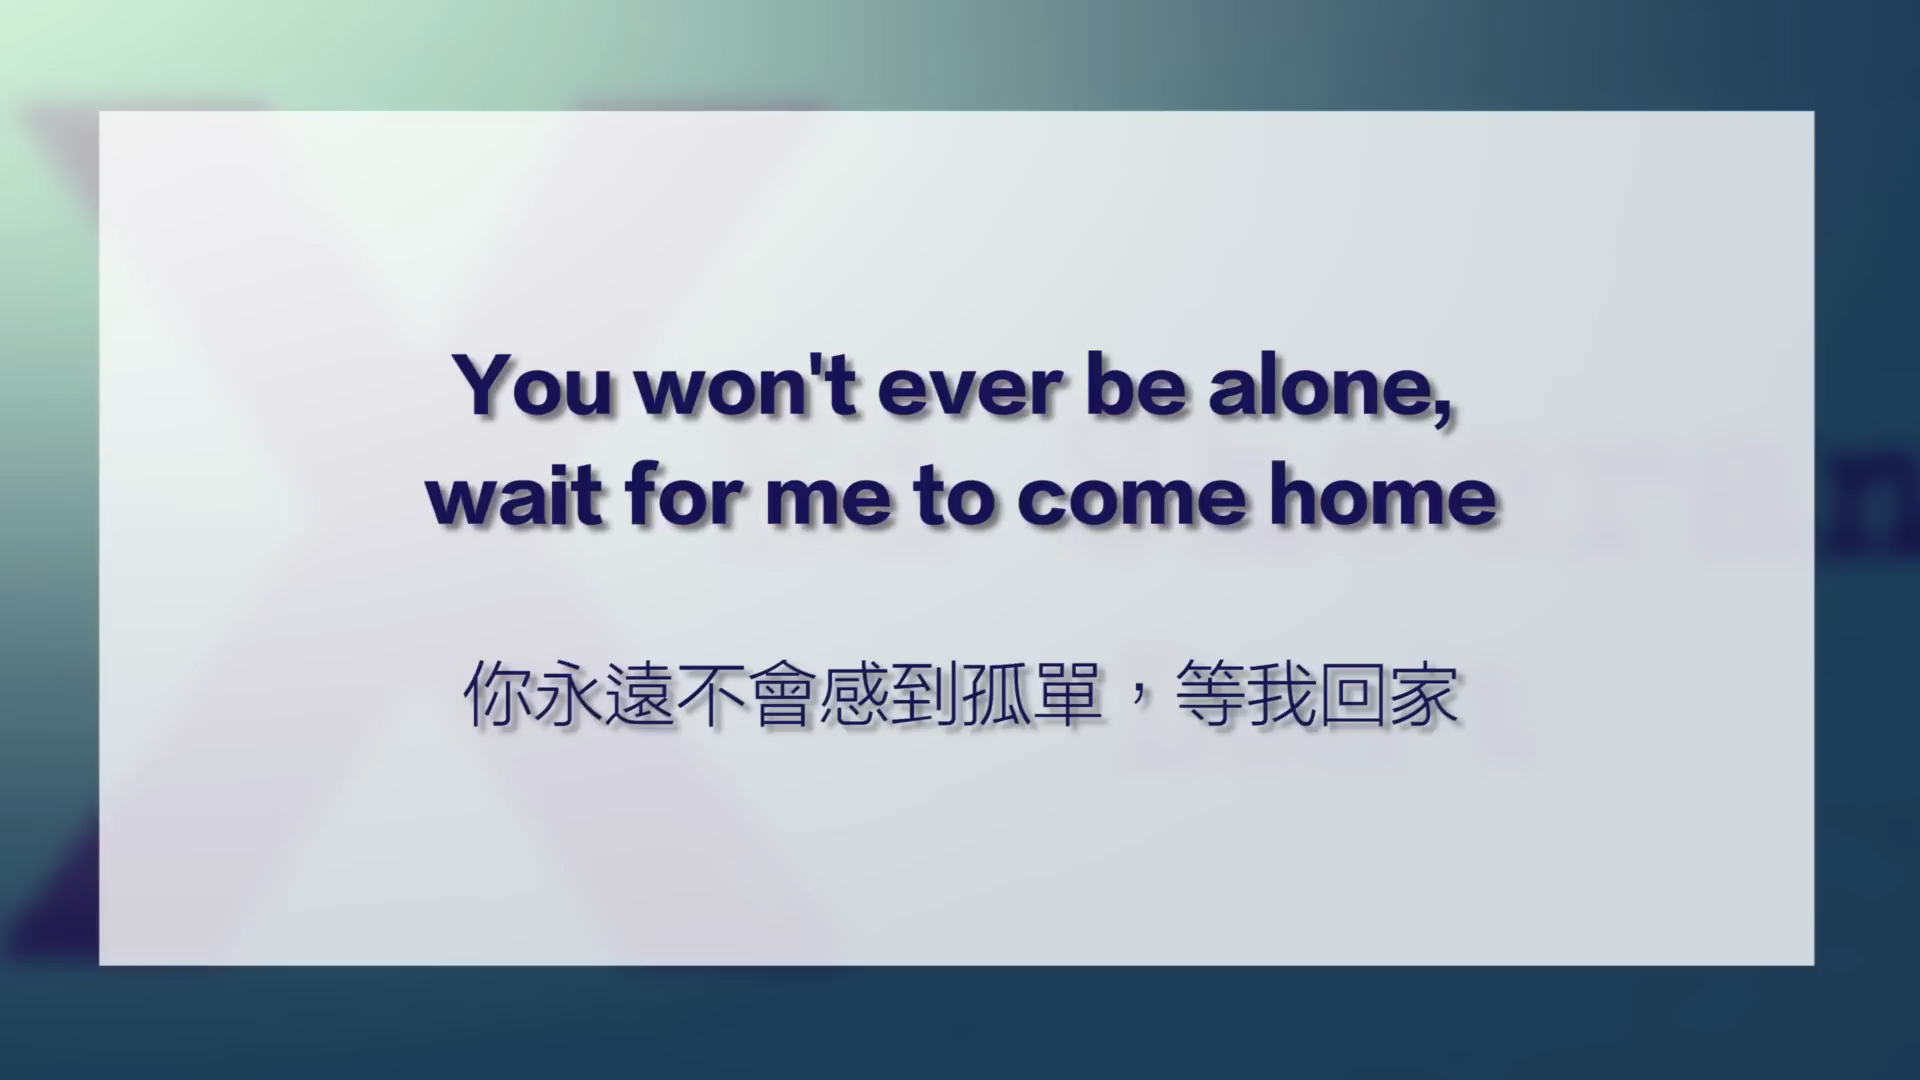 You won't ever be alone,
wait for me to come home
你永遠不會感到孤單，等我回家